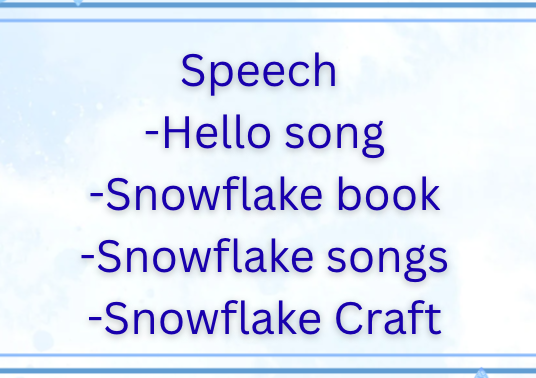 Speech
-Hello song
-Snowflake book
-Snowflake songs
-Snowflake Craft